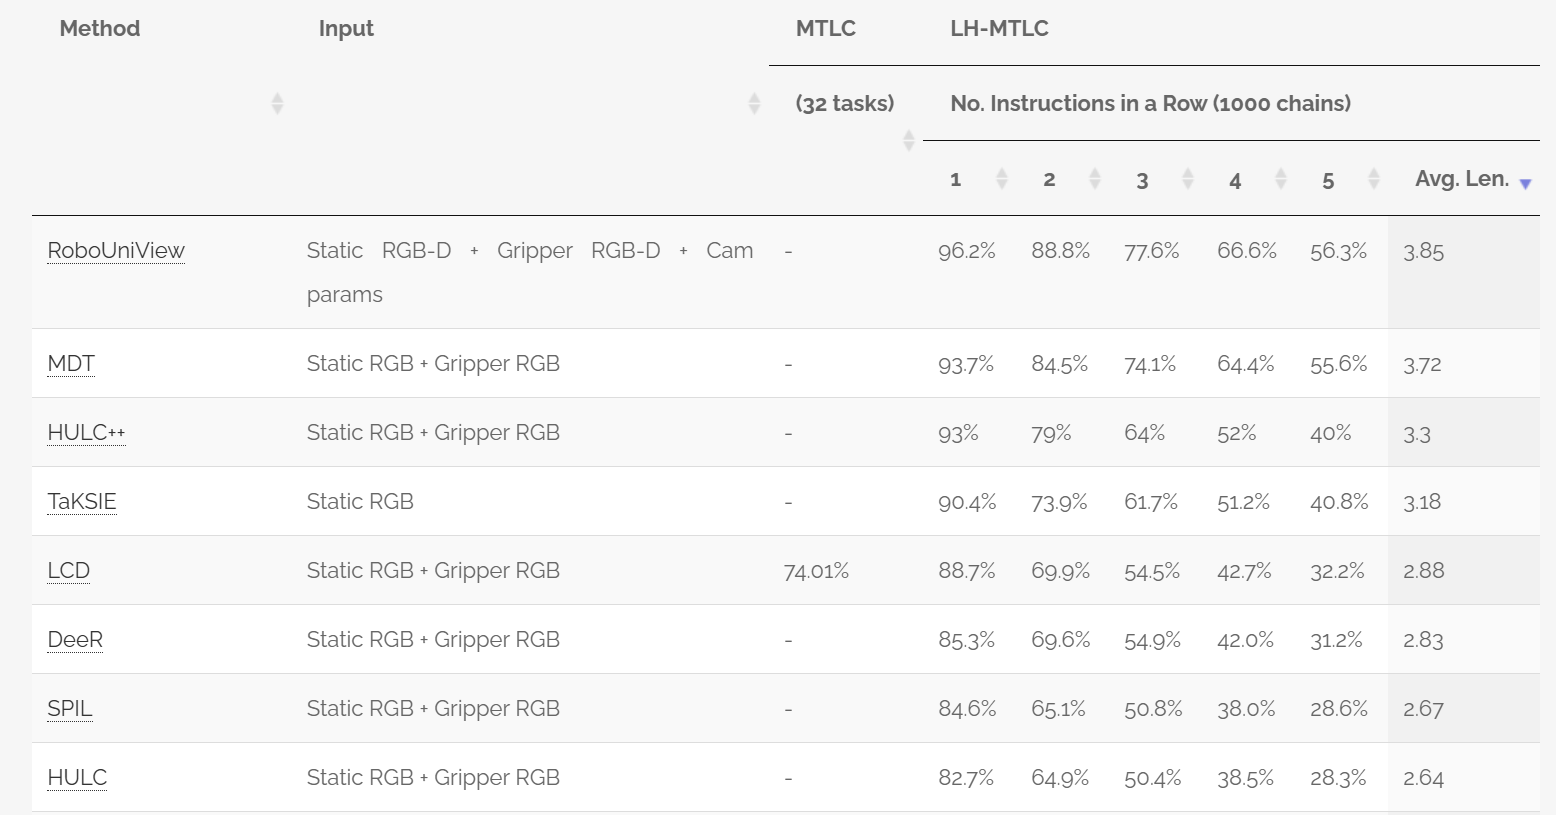 Method Input MTLC LH-MTLC
(32 tasks) No. Instructions in a Row (1000 chains)
1 2 3 4 5 Avg. Len.
RoboUniView Static RGB-D + Gripper RGB-D + Cam - 96.2% 88.8% 77.6% 66.6% 56.3% 3.85
params
MDT Static RGB + Gripper RGB - 93.7% 84.5% 74.1% 64.4% 55.6% 3.72
HULC++ Static RGB + Gripper RGB - 93% 79% 64% 52% 40% 3.3
TaKSIE Static RGB - 90.4% 73.9% 61.7% 51.2% 40.8% 3.18
LCD Static RGB + Gripper RGB 74.01% 88.7% 69.9% 54.5% 42.7% 32.2% 2.88
DeeR Static RGB + Gripper RGB - 85.3% 69.6% 54.9% 42.0% 31.2% 2.83
SPIL Static RGB + Gripper RGB - 84.6% 65.1% 50.8% 38.0% 28.6% 2.67
HULC Static RGB + Gripper RGB - 82.7% 64.9% 50.4% 38.5% 28.3% 2.64